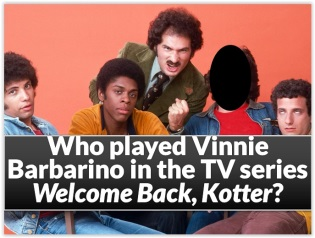 Who played Vinnie
Barbarino in the TV series
Welcome Back, Kotter?